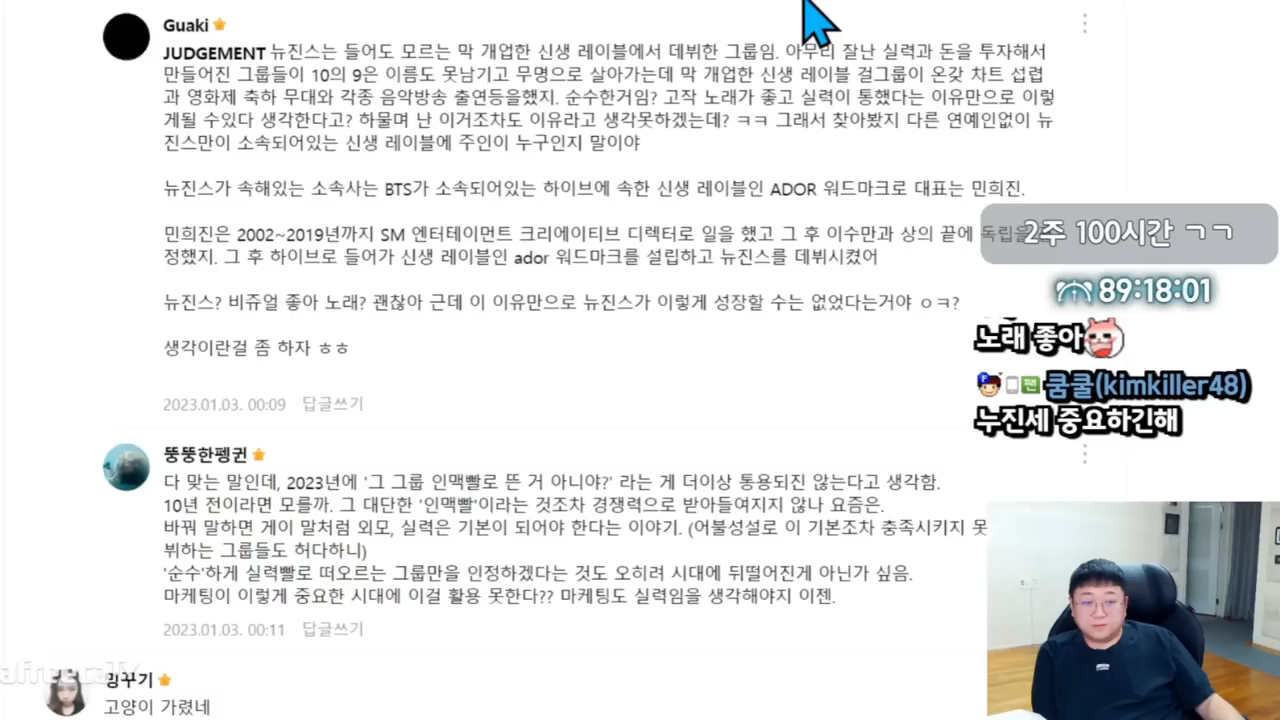 Guaki
JUDGEMENT 뉴진스는 들어도 모르는 막 개업한 신생 레이블에서 데뷔한 그룹임. 아무리 잘난 실력과 돈을 투자해서
만들어진 그룹들이 10의 9은 이름도 못남기고 무명으로 살아가는데 막 개업한 신생 레이블 걸그룹이 온갖 차트 섭렵
과 영화제 축하 무대와 각종 음악방송 출연등을했지. 순수한거임? 고작 노래가 좋고 실력이 통했다는 이유만으로 이렇
게될 수있다 생각한다고? 하물며 난 이거조차도 이유라고 생각못하겠는데? ㅋㅋ 그래서 찾아봤지 다른 연예인없이 뉴
진스만이 소속되어있는 신생 레이블에 주인이 누구인지 말이야
뉴진스가 속해있는 소속사는 BTS가 소속되어있는 하이브에 속한 신생 레이블인 ADOR 워드마크로 대표는 민희진.
민희진은 2002~2019년까지 SM 엔터테이먼트 크리에이티브 디렉터로 일을 했고 그 후 이수만과 상의 끝에 독립을
정했지. 그 후 하이브로 들어가 신생 레이블인 ador 워드마크를 설립하고 뉴진스를 데뷔시켰어
뉴진스? 비쥬얼 좋아 노래? 괜찮아 근데 이 이유만으로 뉴진스가 이렇게 성장할 수는 없었다는거야 ㅇㅋ?
생각이란걸 좀 하자 ㅎㅎ
2023.01.03. 00:09 답글쓰기
2주 100시간 ㄱㄱ
89:18:01
노래 좋아
팬 쿰쿨(kimkiller48)
누진세 중요하긴해
뚱뚱한펭귄
다 맞는 말인데, 2023년에 '그 그룹 인맥빨로 뜬 거 아니야?' 라는 게 더이상 통용되진 않는다고 생각함.
10년 전이라면 모를까. 그 대단한 '인맥빨'이라는 것조차 경쟁력으로 받아들여지지 않나 요즘은.
바꿔 말하면 게이 말처럼 외모, 실력은 기본이 되어야 한다는 이야기. (어불성설로 이 기본조차 충족시키지 못
뷔하는 그룹들도 허다하니)
'순수'하게 실력빨로 떠오르는 그룹만을 인정하겠다는 것도 오히려 시대에 뒤떨어진게 아닌가 싶음.
마케팅이 이렇게 중요한 시대에 이걸 활용 못한다?? 마케팅도 실력임을 생각해야지 이젠.
2023.01.03. 00:11 답글쓰기
afreecaTV
밍꾸기
고양이 가렸네